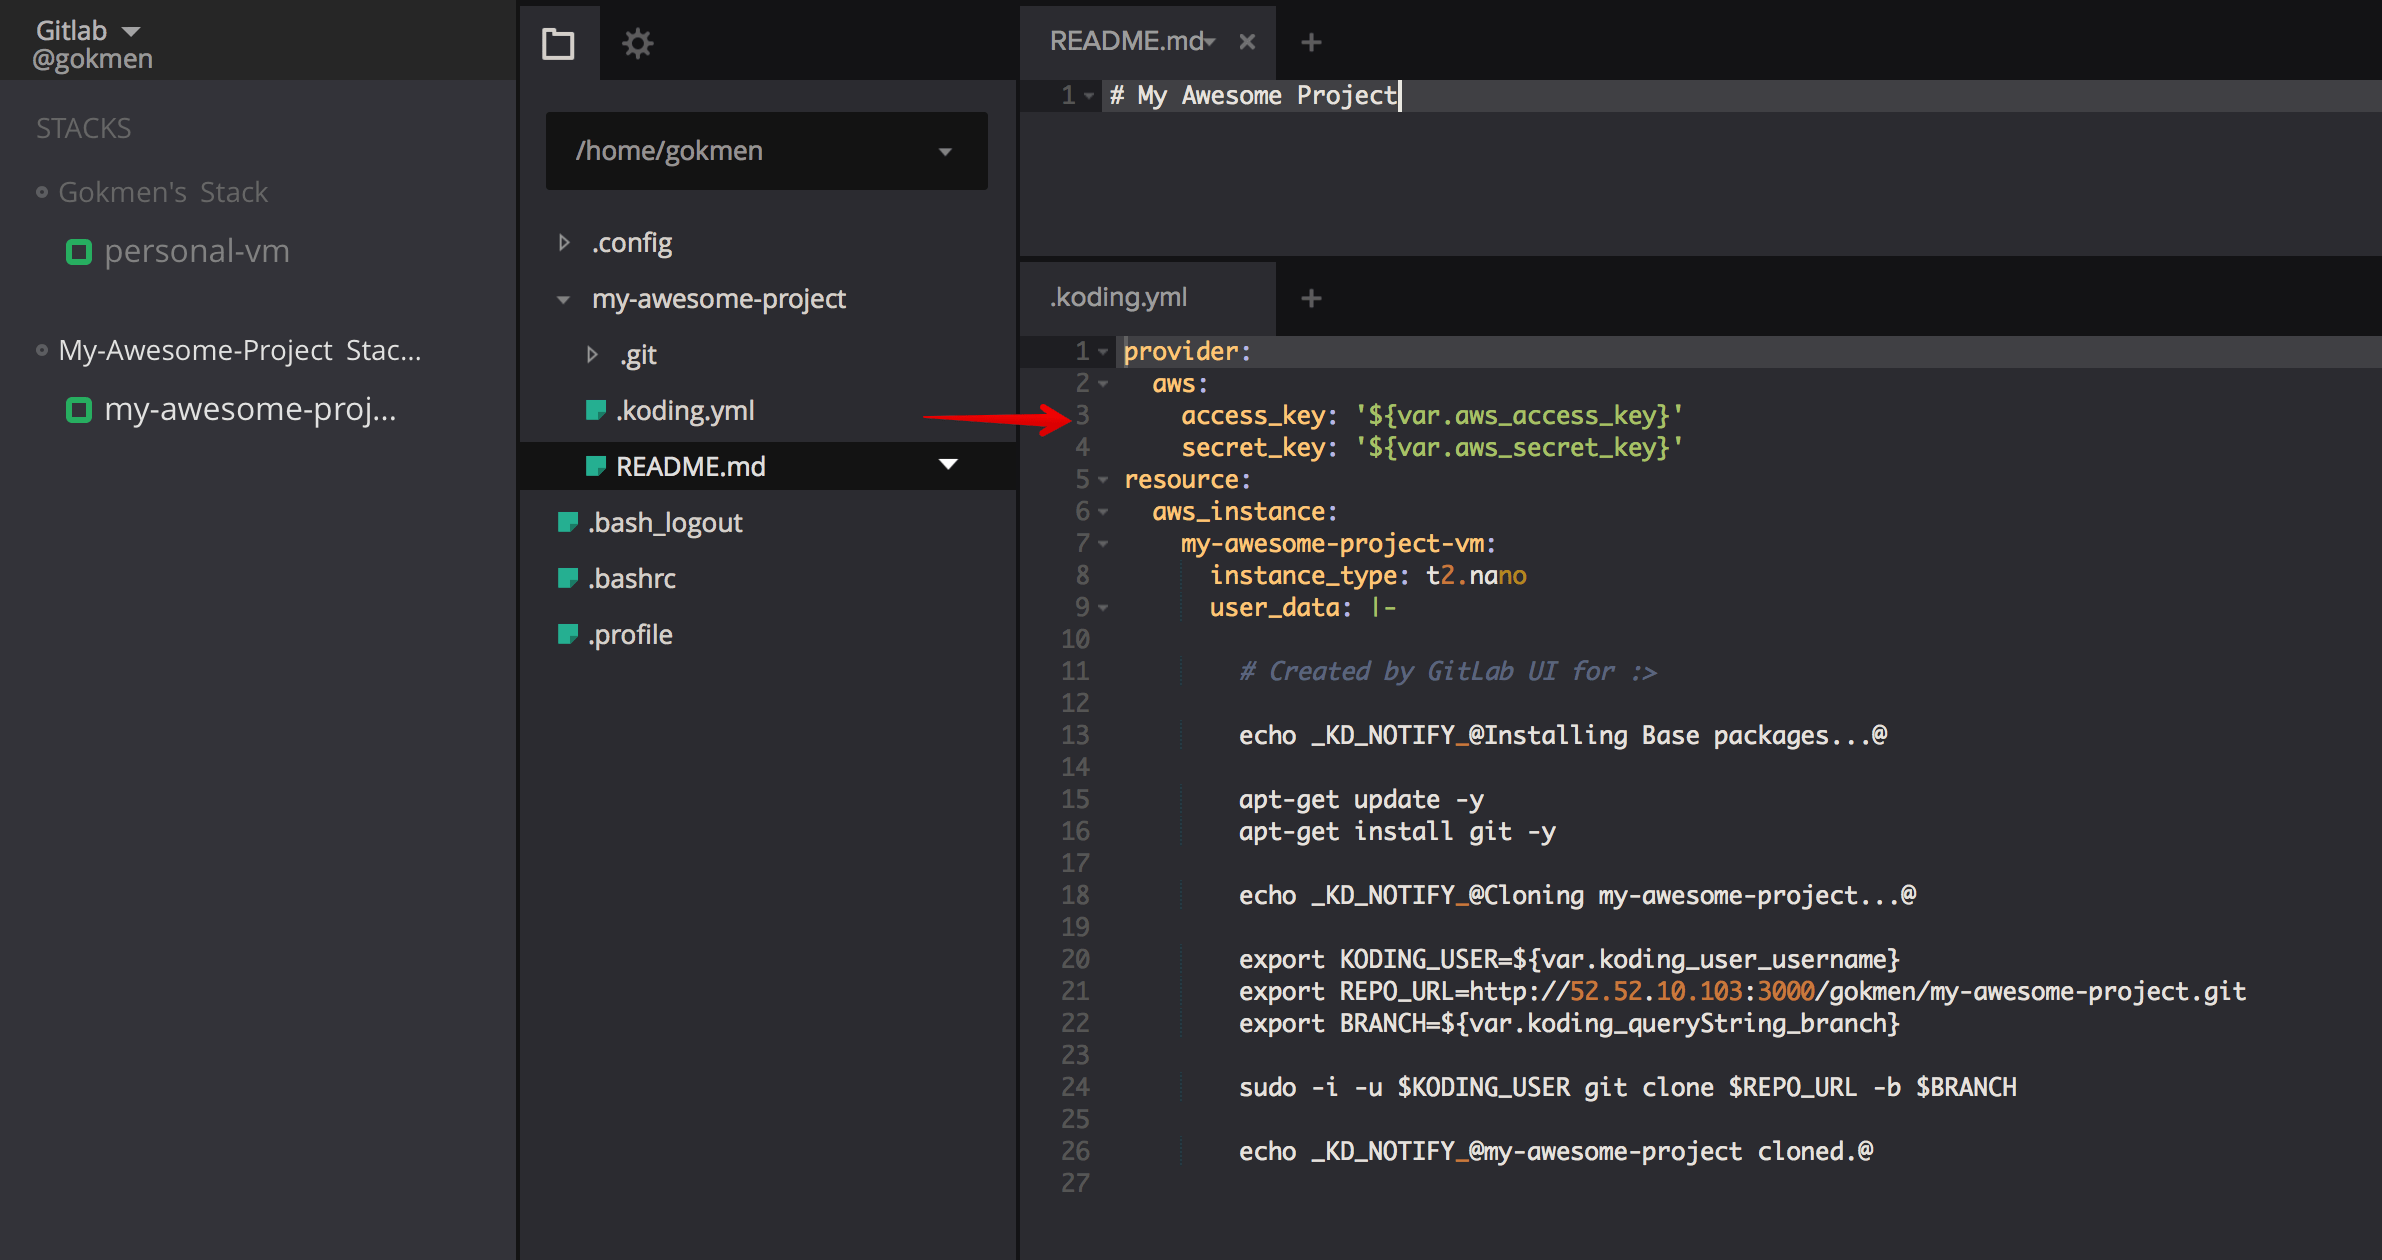 Gitlab
@gokmen
STACKS
Gokmen's Stack
personal-vm
My-Awesome-Project Stac...
my-awesome-proj...
/home/gokmen
.config
my-awesome-project
.git
.koding.yml
README.md
.bash_logout
.bashrc
.profile
README.md
1 # My Awesome Project
.koding.yml
1 provider:
2 aws:
3 access_key: '${var.aws_access_key}'
4 secret_key: '${var.aws_secret_key}'
5 resource:
6 aws_instance:
7 my-awesome-project-vm:
8 instance_type: t2.nano
9 user_data: |-
10
11 # Created by GitLab UI for :>
12
13 echo _KD_NOTIFY_@Installing Base packages...@
14
15 apt-get update -y
16 apt-get install git -y
17
18 echo _KD_NOTIFY_@Cloning my-awesome-project...@
19
20 export KODING_USER=${var.koding_user_username}
21 export REPO_URL=http://52.52.10.103:3000/gokmen/my-awesome-project.git
22 export BRANCH=${var.koding_queryString_branch}
23
24 sudo -i -u $KODING_USER git clone $REPO_URL -b $BRANCH
25
26 echo _KD_NOTIFY_@my-awesome-project cloned.@
27